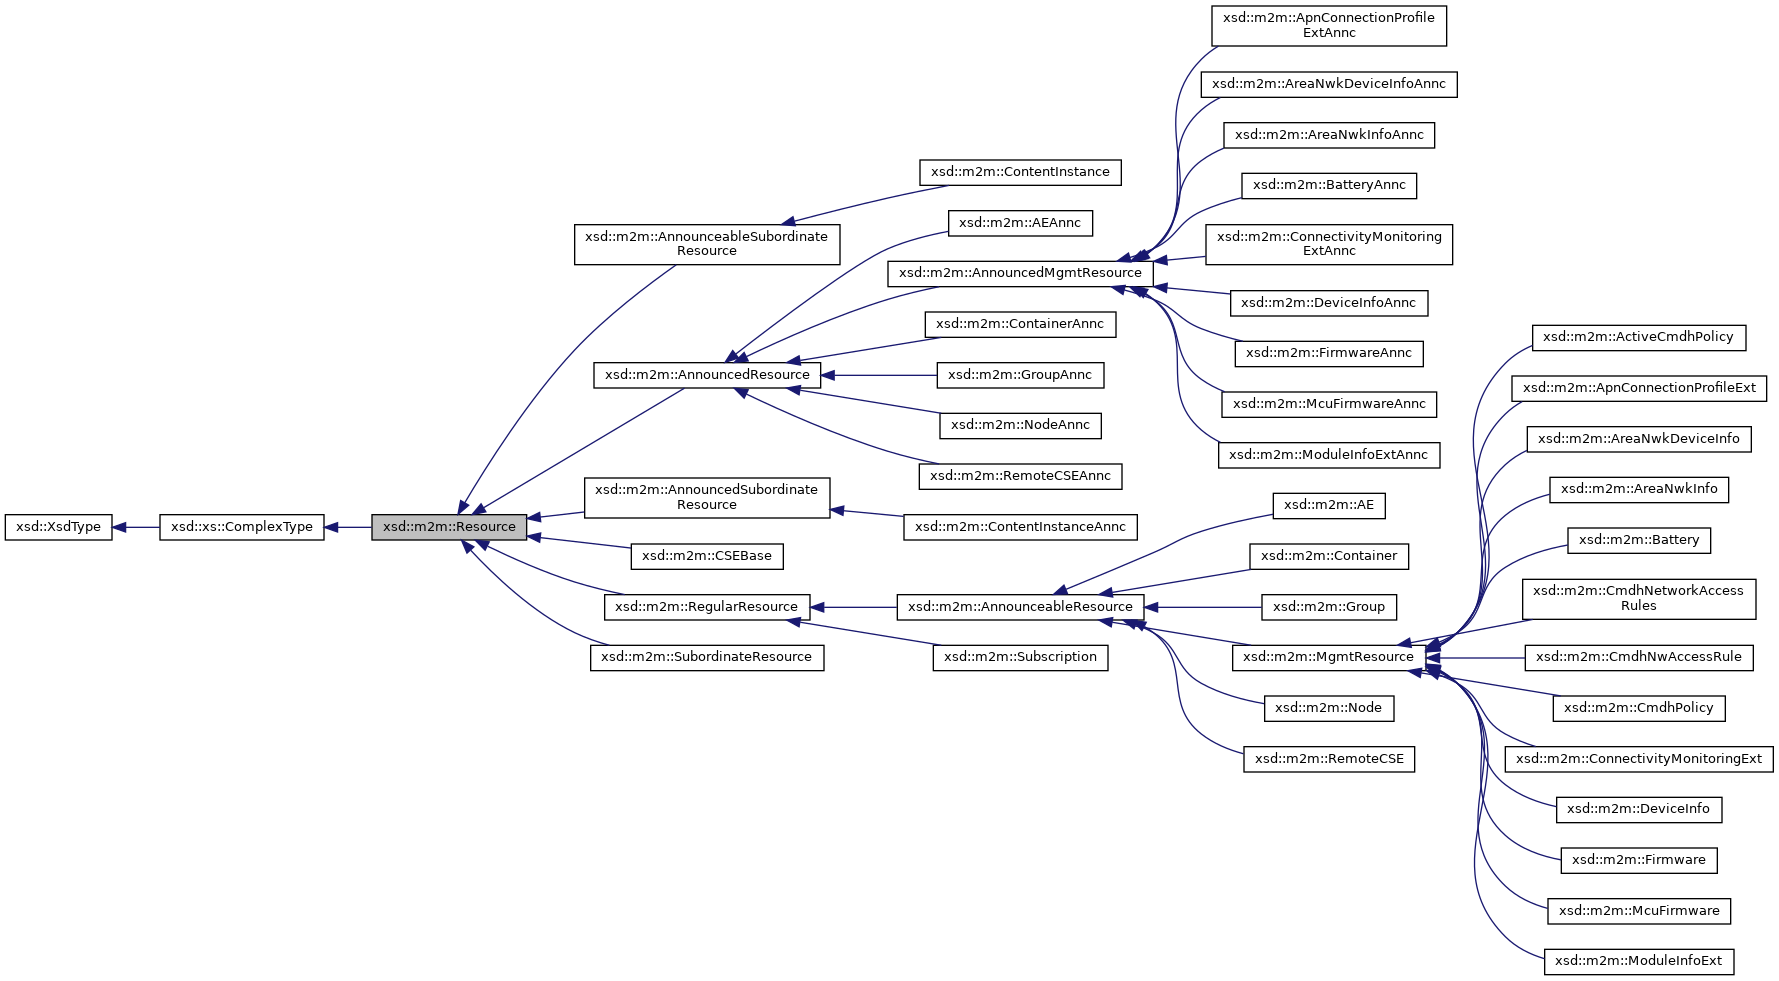 xsd::m2m::ApnConnectionProfile
ExtAnnc
xsd::m2m::AreaNwkDeviceInfoAnnc
xsd::m2m::AreaNwkInfoAnnc
xsd::m2m::ContentInstance
xsd::m2m::BatteryAnnc
xsd::m2m::AEAnnc
xsd::m2m::AnnounceableSubordinate
Resource
xsd::m2m::ConnectivityMonitoring
ExtAnnc
xsd::m2m::AnnouncedMgmtResource
xsd::m2m::DeviceInfoAnnc
xsd::m2m::ContainerAnnc
xsd::m2m::ActiveCmdhPolicy
xsd::m2m::FirmwareAnnc
xsd::m2m::AnnouncedResource
xsd::m2m::GroupAnnc
xsd::m2m::ApnConnectionProfileExt
xsd::m2m::McuFirmwareAnnc
xsd::m2m::NodeAnnc
xsd::m2m::AreaNwkDeviceInfo
xsd::m2m::ModuleInfoExtAnnc
xsd::m2m::RemoteCSEAnnc
xsd::m2m::AreaNwkInfo
xsd::m2m::AnnouncedSubordinate
Resource
xsd::m2m::AE
xsd::XsdType
xsd::xs::ComplexType
xsd::m2m::Resource
xsd::m2m::ContentInstanceAnnc
xsd::m2m::Battery
xsd::m2m::CSEBase
xsd::m2m::Container
xsd::m2m::CmdhNetworkAccess
Rules
xsd::m2m::RegularResource
xsd::m2m::AnnounceableResource
xsd::m2m::Group
xsd::m2m::SubordinateResource
xsd::m2m::Subscription
xsd::m2m::MgmtResource
xsd::m2m::CmdhNwAccessRule
xsd::m2m::Node
xsd::m2m::CmdhPolicy
xsd::m2m::RemoteCSE
xsd::m2m::ConnectivityMonitoringExt
xsd::m2m::DeviceInfo
xsd::m2m::Firmware
xsd::m2m::McuFirmware
xsd::m2m::ModuleInfoExt